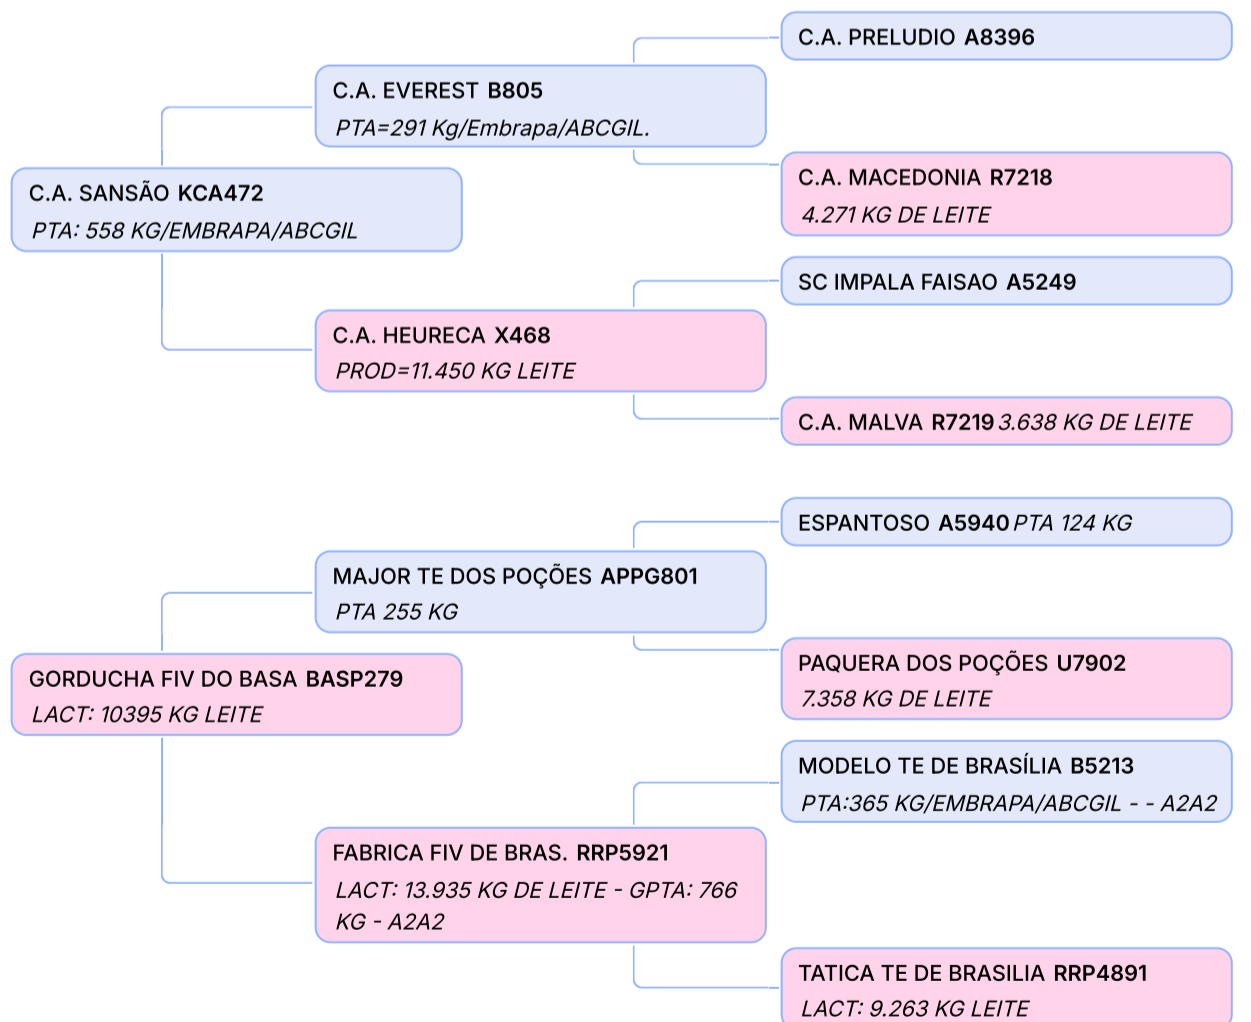 C.A. PRELUDIO A8396
C.A. EVEREST B805
PTA=291 Kg/Embrapa/ABCGIL.
C.A. MACEDONIA R7218
4.271 KG DE LEITE
C.A. SANSÃO KCA472
PTA: 558 KG/EMBRAPA/ABCGIL
SC IMPALA FAISAO A5249
C.A. HEURECA X468
PROD=11.450 KG LEITE
C.A. MALVA R7219 3.638 KG DE LEITE
ESPANTOSO A5940 PTA 124 KG
MAJOR TE DOS POÇÕES APPG801
PTA 255 KG
PAQUERA DOS POÇÕES U7902
7.358 KG DE LEITE
GORDUCHA FIV DO BASA BASP279
LACT: 10395 KG LEITE
MODELO TE DE BRASÍLIA B5213
PTA:365 KG/EMBRAPA/ABCGIL - - A2A2
FABRICA FIV DE BRAS. RRP5921
LACT: 13.935 KG DE LEITE - GPTA: 766
KG - A2A2
TATICA TE DE BRASILIA RRP4891
LACT: 9.263 KG LEITE